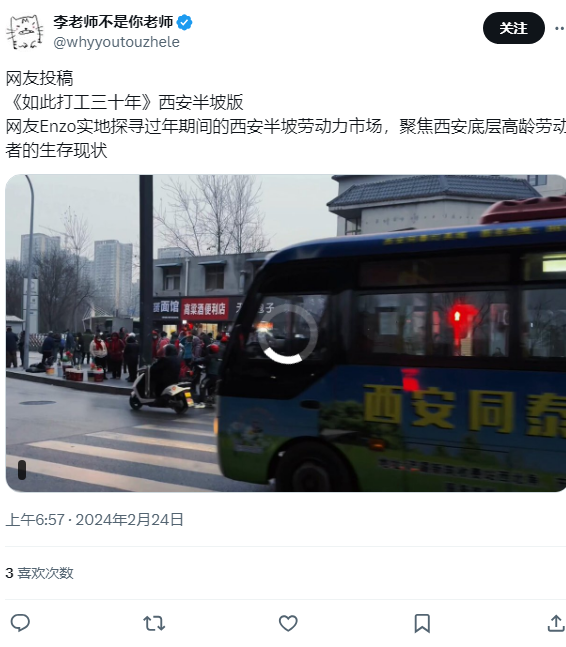 李老师不是你老师
@whyyoutouzhele
关注
网友投稿
《如此打工三十年》西安半坡版
网友Enzo实地探寻过年期间的西安半坡劳动力市场，聚焦西安底层高龄劳动
者的生存现状
面馆
高粱酒便利店
西安同泰
上午6:57 · 2024年2月24日
3 喜欢次数